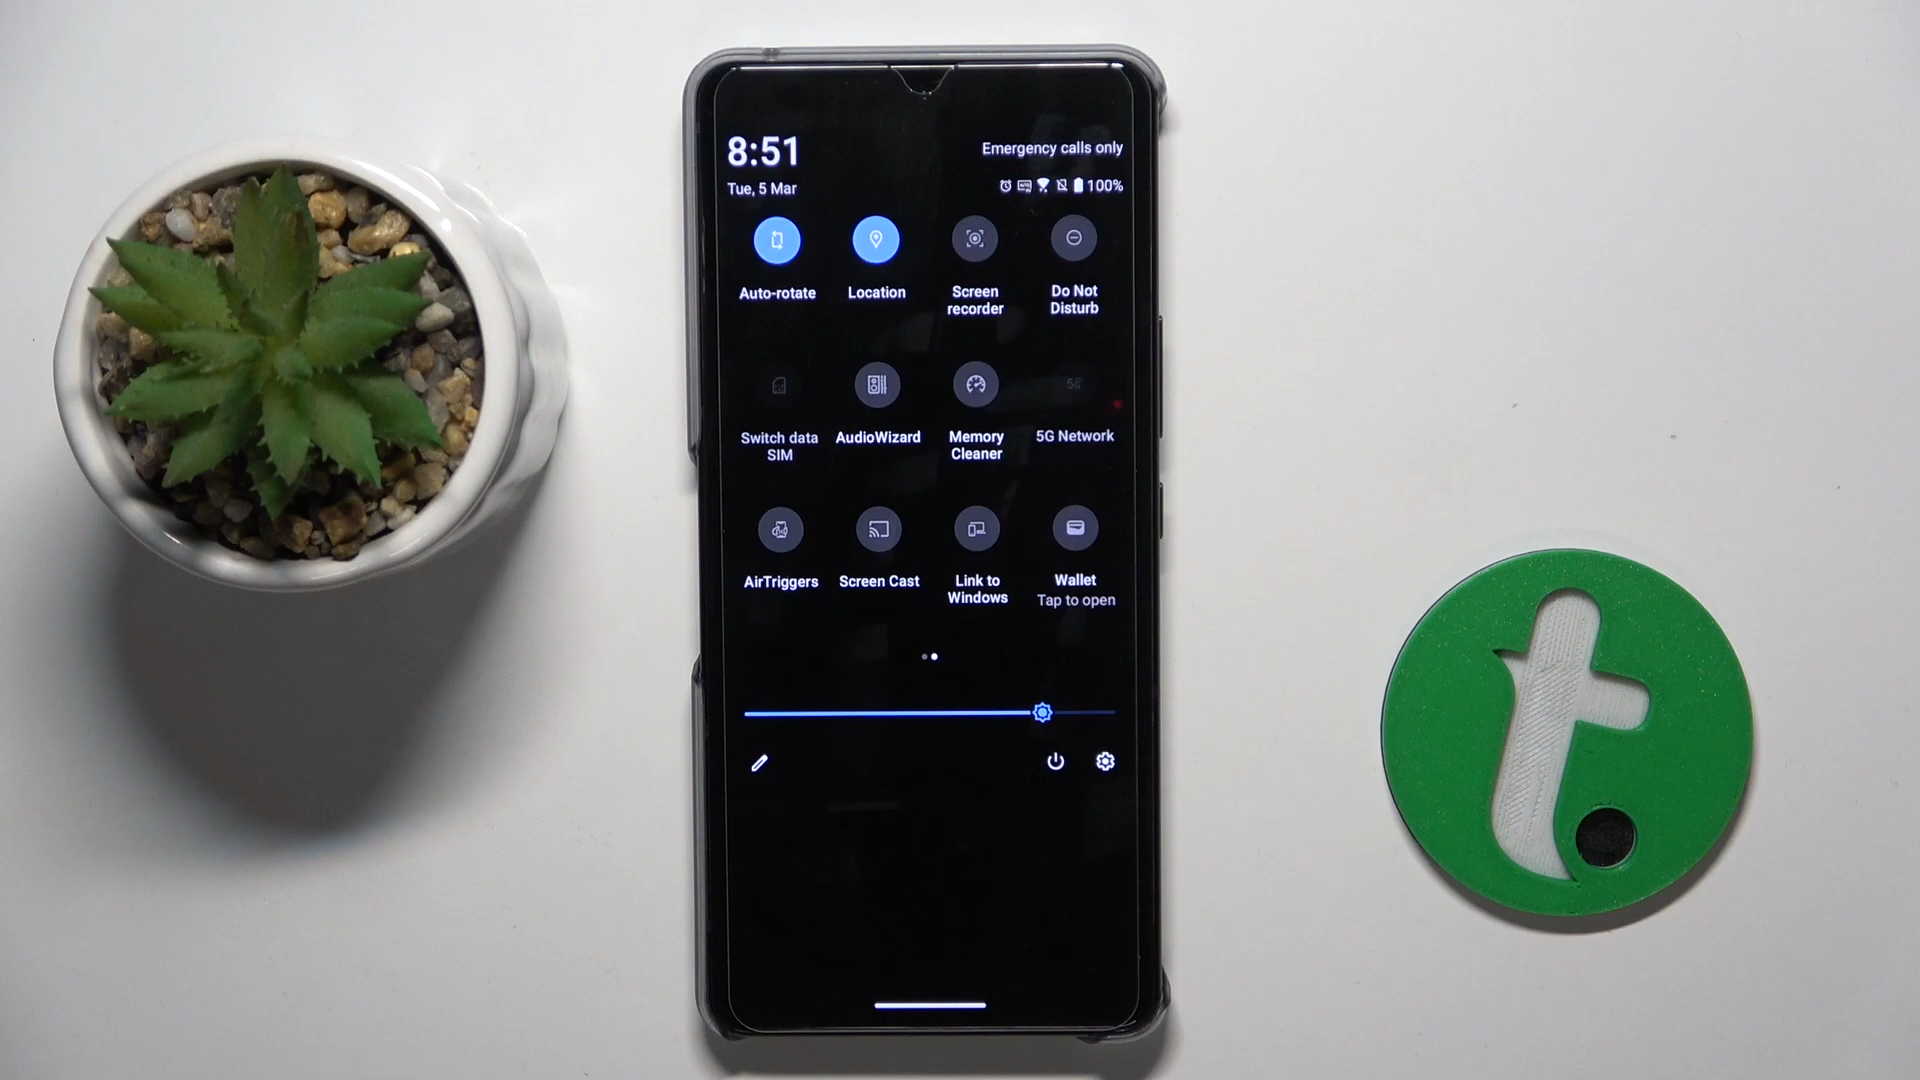 8:51
Emergency calls only
Tue, 5 Mar
100%
Auto-rotate
Location
Screen
recorder
Do Not
Disturb
5G
Switch data
SIM
AudioWizard
Memory
Cleaner
5G Network
AirTriggers
Screen Cast
Link to
Windows
Wallet
Tap to open
t.